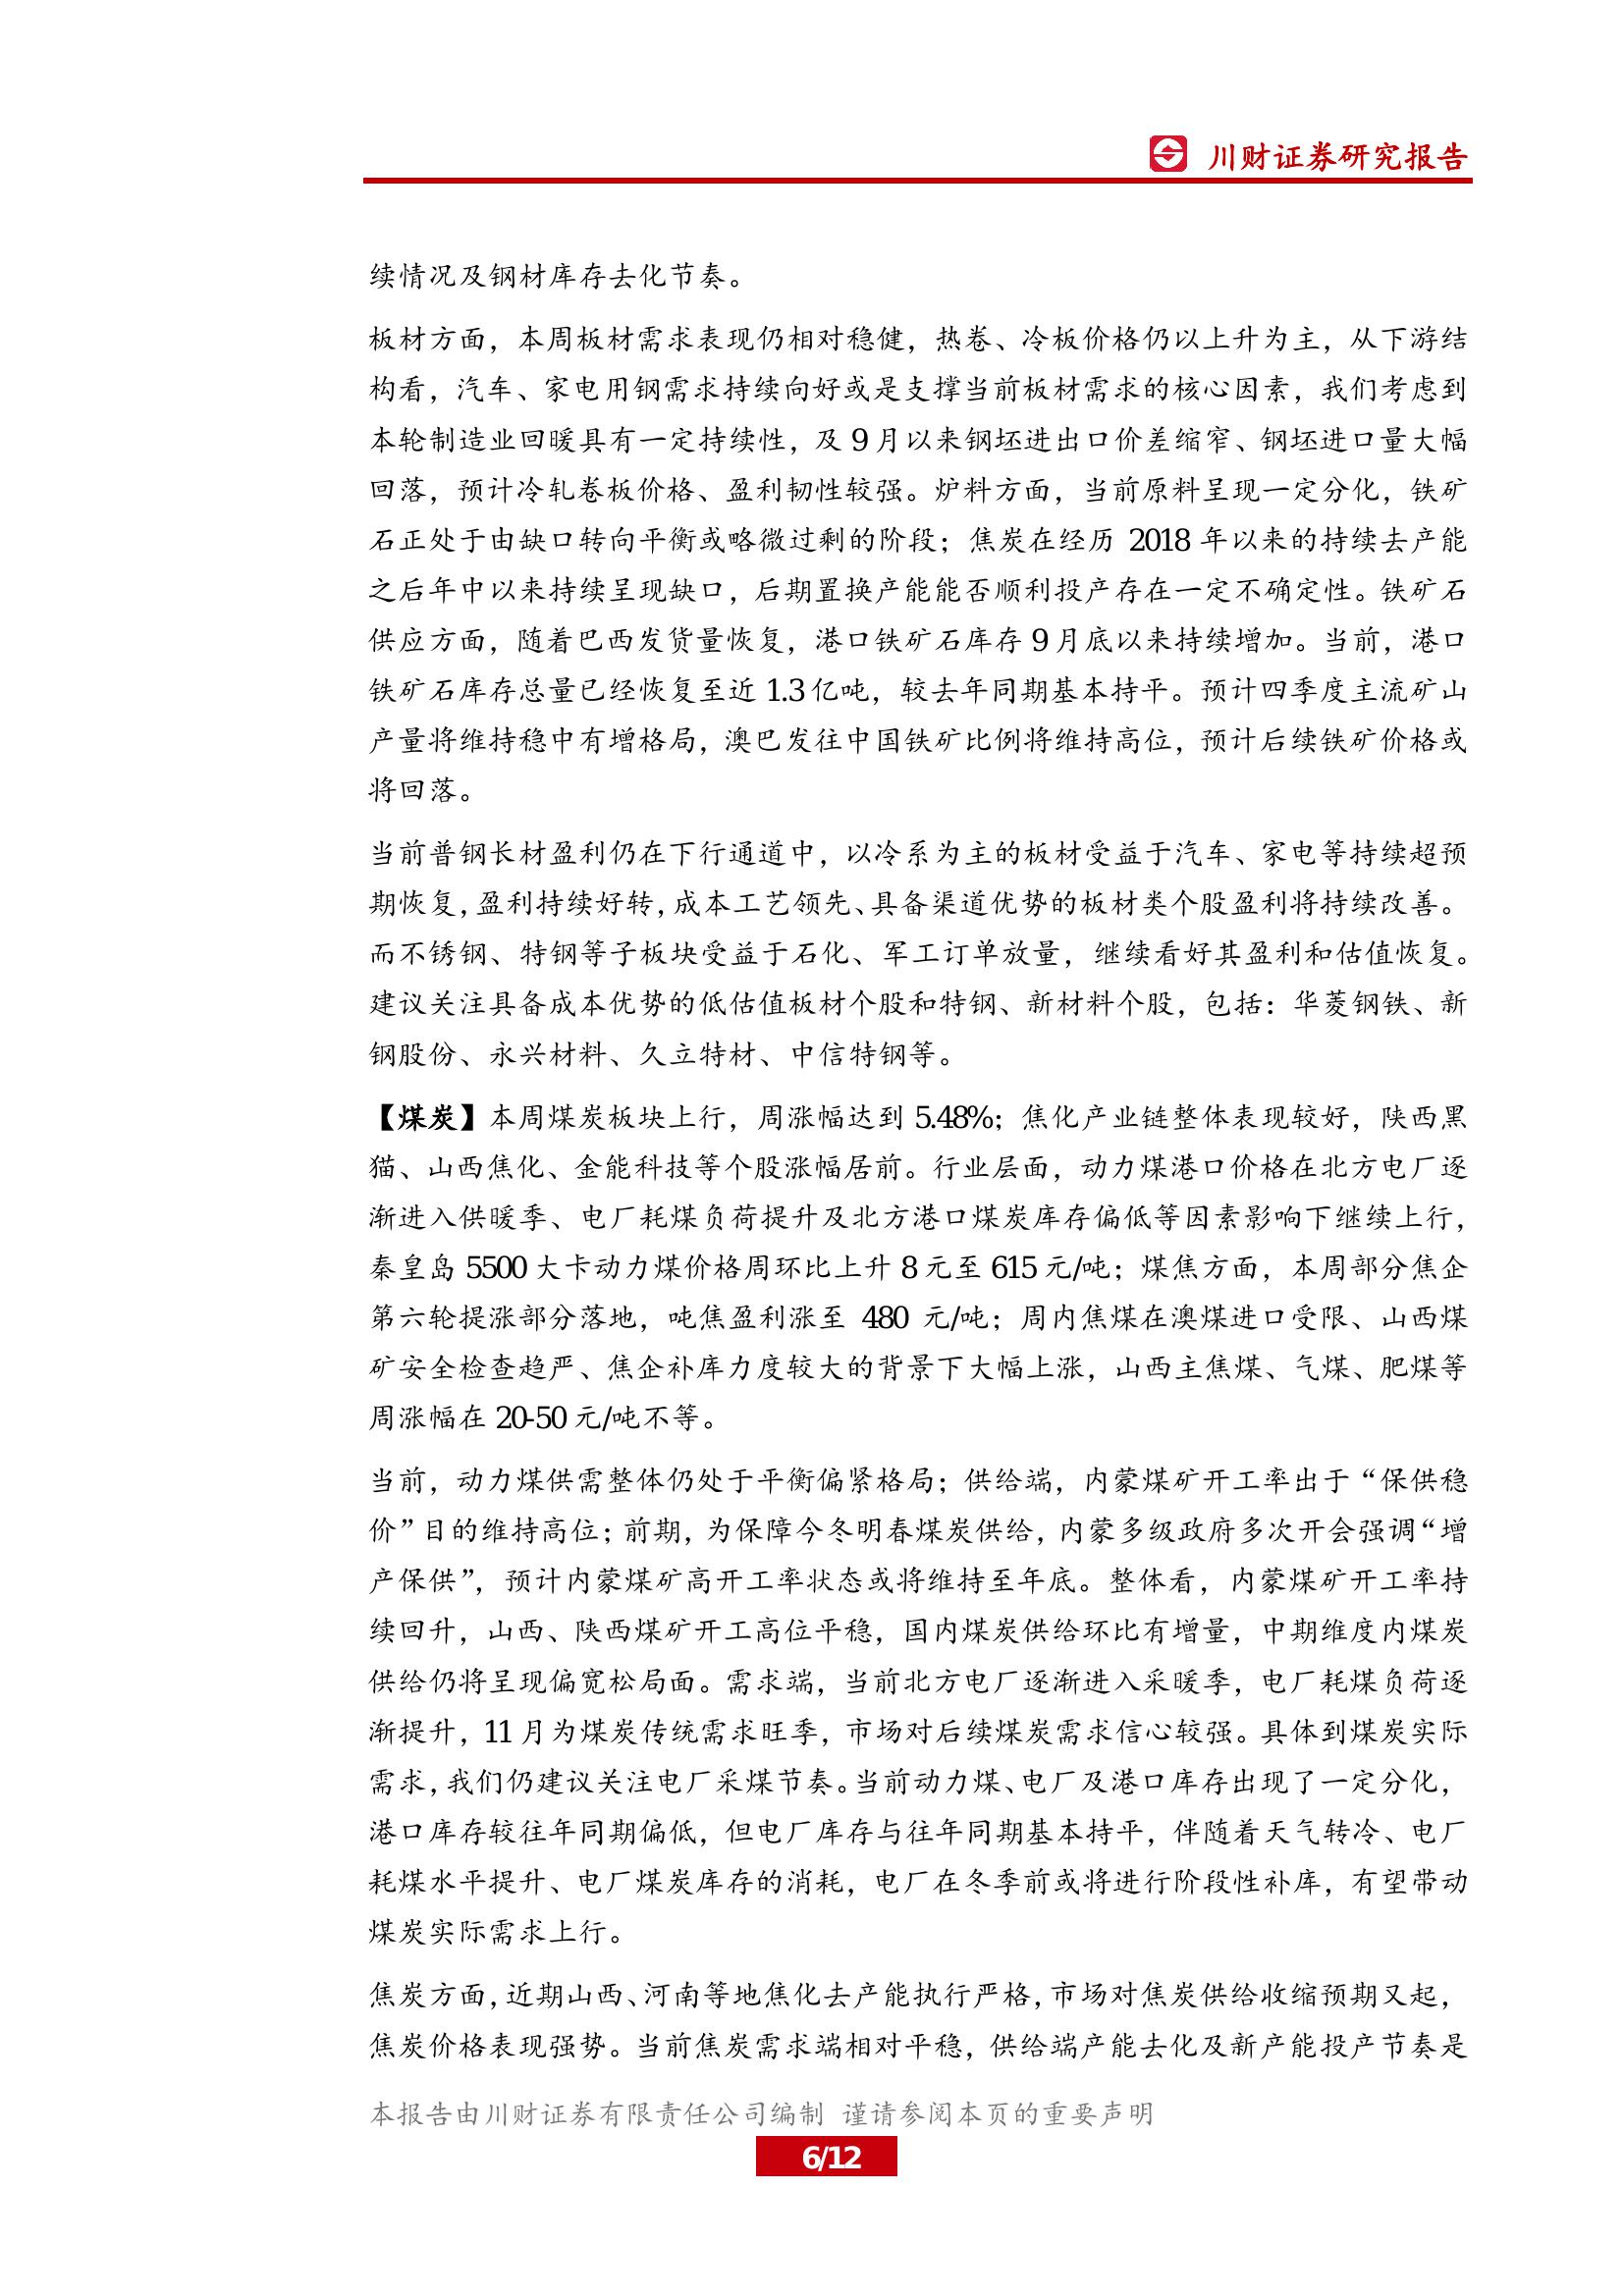 川财证券研究报告
续情况及钢材库存去化节奏。
板材方面，本周板材需求表现仍相对稳健，热卷、冷板价格仍以上升为主，从下游结
构看，汽车、家电用钢需求持续向好或是支撑当前板材需求的核心因素，我们考虑到
本轮制造业回暖具有一定持续性，及 9 月以来钢坯进出口价差缩窄、钢坯进口量大幅
回落，预计冷轧卷板价格、盈利韧性较强。炉料方面，当前原料呈现一定分化，铁矿
石正处于由缺口转向平衡或略微过剩的阶段；焦炭在经历 2018 年以来的持续去产能
之后年中以来持续呈现缺口，后期置换产能能否顺利投产存在一定不确定性。铁矿石
供应方面，随着巴西发货量恢复，港口铁矿石库存 9 月底以来持续增加。当前，港口
铁矿石库存总量已经恢复至近 1.3 亿吨，较去年同期基本持平。预计四季度主流矿山
产量将维持稳中有增格局，澳巴发往中国铁矿比例将维持高位，预计后续铁矿价格或
将回落。
当前普钢长材盈利仍在下行通道中，以冷系为主的板材受益于汽车、家电等持续超预
期恢复，盈利持续好转，成本工艺领先、具备渠道优势的板材类个股盈利将持续改善。
而不锈钢、特钢等子板块受益于石化、军工订单放量，继续看好其盈利和估值恢复。
建议关注具备成本优势的低估值板材个股和特钢、新材料个股，包括：华菱钢铁、新
钢股份、永兴材料、久立特材、中信特钢等。
【煤炭】本周煤炭板块上行，周涨幅达到 5.48%；焦化产业链整体表现较好，陕西黑
猫、山西焦化、金能科技等个股涨幅居前。行业层面，动力煤港口价格在北方电厂逐
渐进入供暖季、电厂耗煤负荷提升及北方港口煤炭库存偏低等因素影响下继续上行，
秦皇岛 5500 大卡动力煤价格周环比上升 8 元至 615 元/吨；煤焦方面，本周部分焦企
第六轮提涨部分落地，吨焦盈利涨至 480 元/吨；周内焦煤在澳煤进口受限、山西煤
矿安全检查趋严、焦企补库力度较大的背景下大幅上涨，山西主焦煤、气煤、肥煤等
周涨幅在 20-50 元/吨不等。
当前，动力煤供需整体仍处于平衡偏紧格局；供给端，内蒙煤矿开工率出于“保供稳
价”目的维持高位；前期，为保障今冬明春煤炭供给，内蒙多级政府多次开会强调“增
产保供”，预计内蒙煤矿高开工率状态或将维持至年底。整体看，内蒙煤矿开工率持
续回升，山西、陕西煤矿开工高位平稳，国内煤炭供给环比有增量，中期维度内煤炭
供给仍将呈现偏宽松局面。需求端，当前北方电厂逐渐进入采暖季，电厂耗煤负荷逐
渐提升，11 月为煤炭传统需求旺季，市场对后续煤炭需求信心较强。具体到煤炭实际
需求，我们仍建议关注电厂采煤节奏。当前动力煤、电厂及港口库存出现了一定分化，
港口库存较往年同期偏低，但电厂库存与往年同期基本持平，伴随着天气转冷、电厂
耗煤水平提升、电厂煤炭库存的消耗，电厂在冬季前或将进行阶段性补库，有望带动
煤炭实际需求上行。
焦炭方面，近期山西、河南等地焦化去产能执行严格，市场对焦炭供给收缩预期又起，
焦炭价格表现强势。当前焦炭需求端相对平稳，供给端产能去化及新产能投产节奏是
本报告由川财证券有限责任公司编制 谨请参阅本页的重要声明
6/12